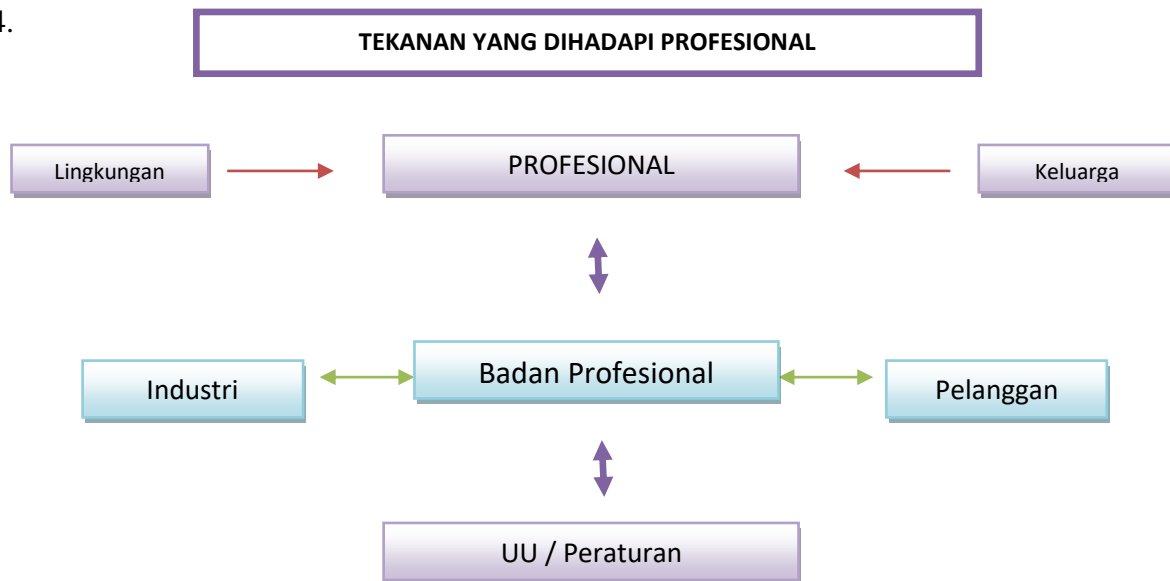 4.
TEKANAN YANG DIHADAPI PROFESIONAL
Lingkungan
PROFESIONAL
Keluarga
Industri
Badan Profesional
Pelanggan
UU / Peraturan